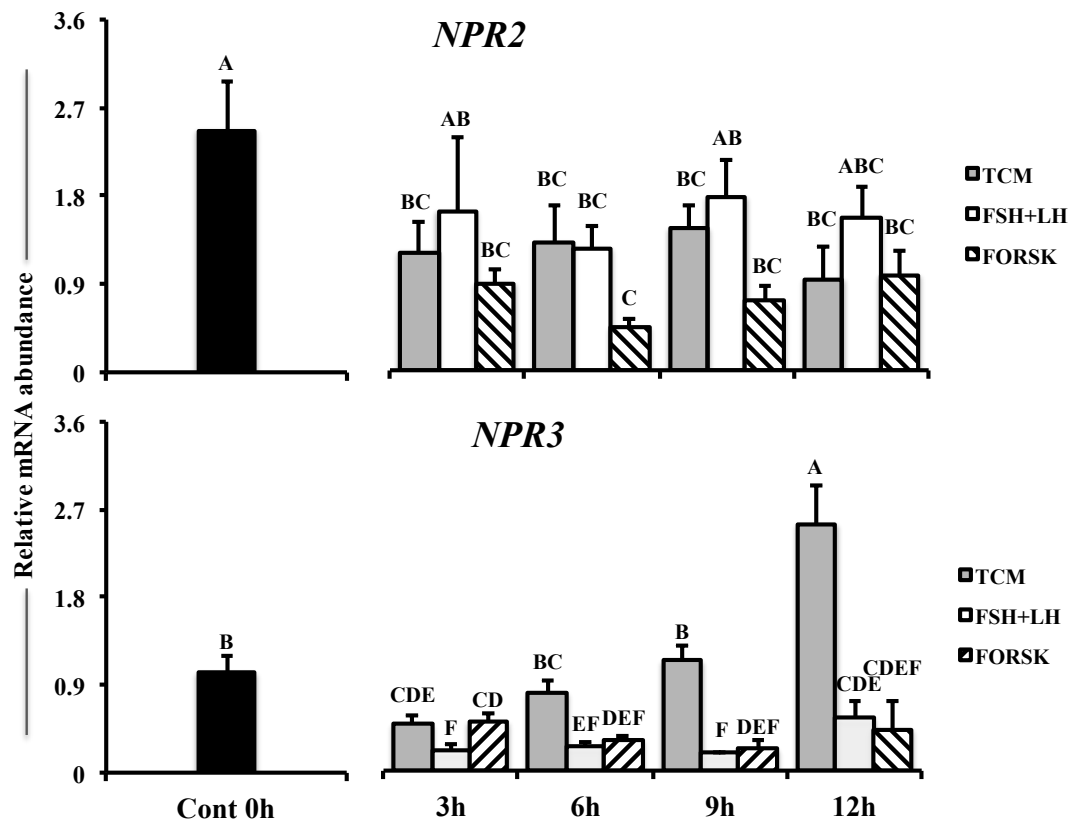 Relative mRNA abundance
NPR2
3.6
2.7
1.8
0.9
0
A
BC
AB
BC
BC
BC
C
BC
AB
BC
BC
ABC
BC
TCM
FSH+LH
FORSK
NPR3
3.6
2.7
1.8
0.9
0
B
CDE
F
CD
BC
EF
DEF
B
F
DEF
A
CDE
CDEF
TCM
FSH+LH
FORSK
Cont 0h
3h
6h
9h
12h